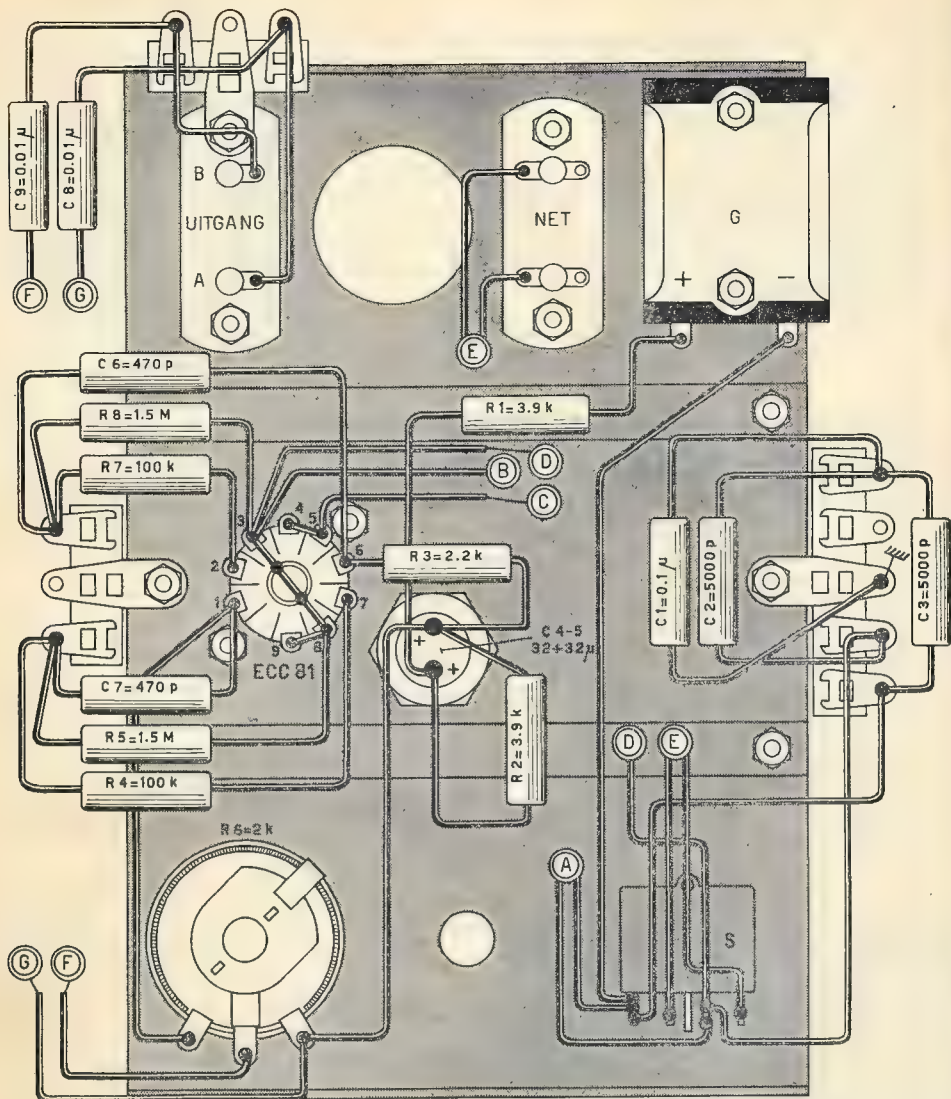 C 9=0.01 µ
C 8=0.01 µ
F
G
B
UITGANG
A
NET
E
G
+
−
C 6=470 p
R 8=1.5 M
R 7=100 k
R 1=3.9 k
D
B
C
3
4
5
6
2
1
7
9
8
ECC 81
R 3=2.2 k
+
+
C 4-5
32+32µ
C 1=0.1 µ
C 2=5000 p
C 3=5000 p
C 7=470 p
R 5=1.5 M
R 4=100 k
R 2=3.9 k
D
E
R 6=2 k
A
S
G
F